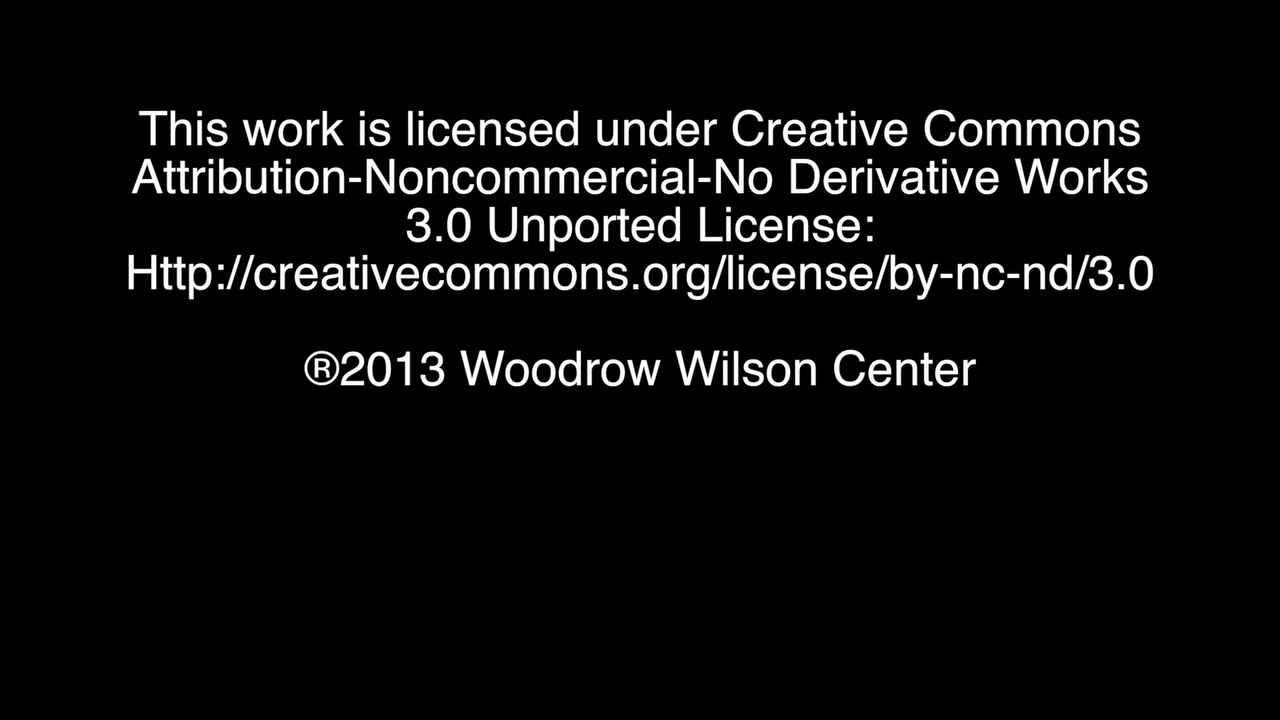 This work is licensed under Creative Commons
Attribution-Noncommercial-No Derivative Works
3.0 Unported License:
Http://creativecommons.org/license/by-nc-nd/3.0
®2013 Woodrow Wilson Center